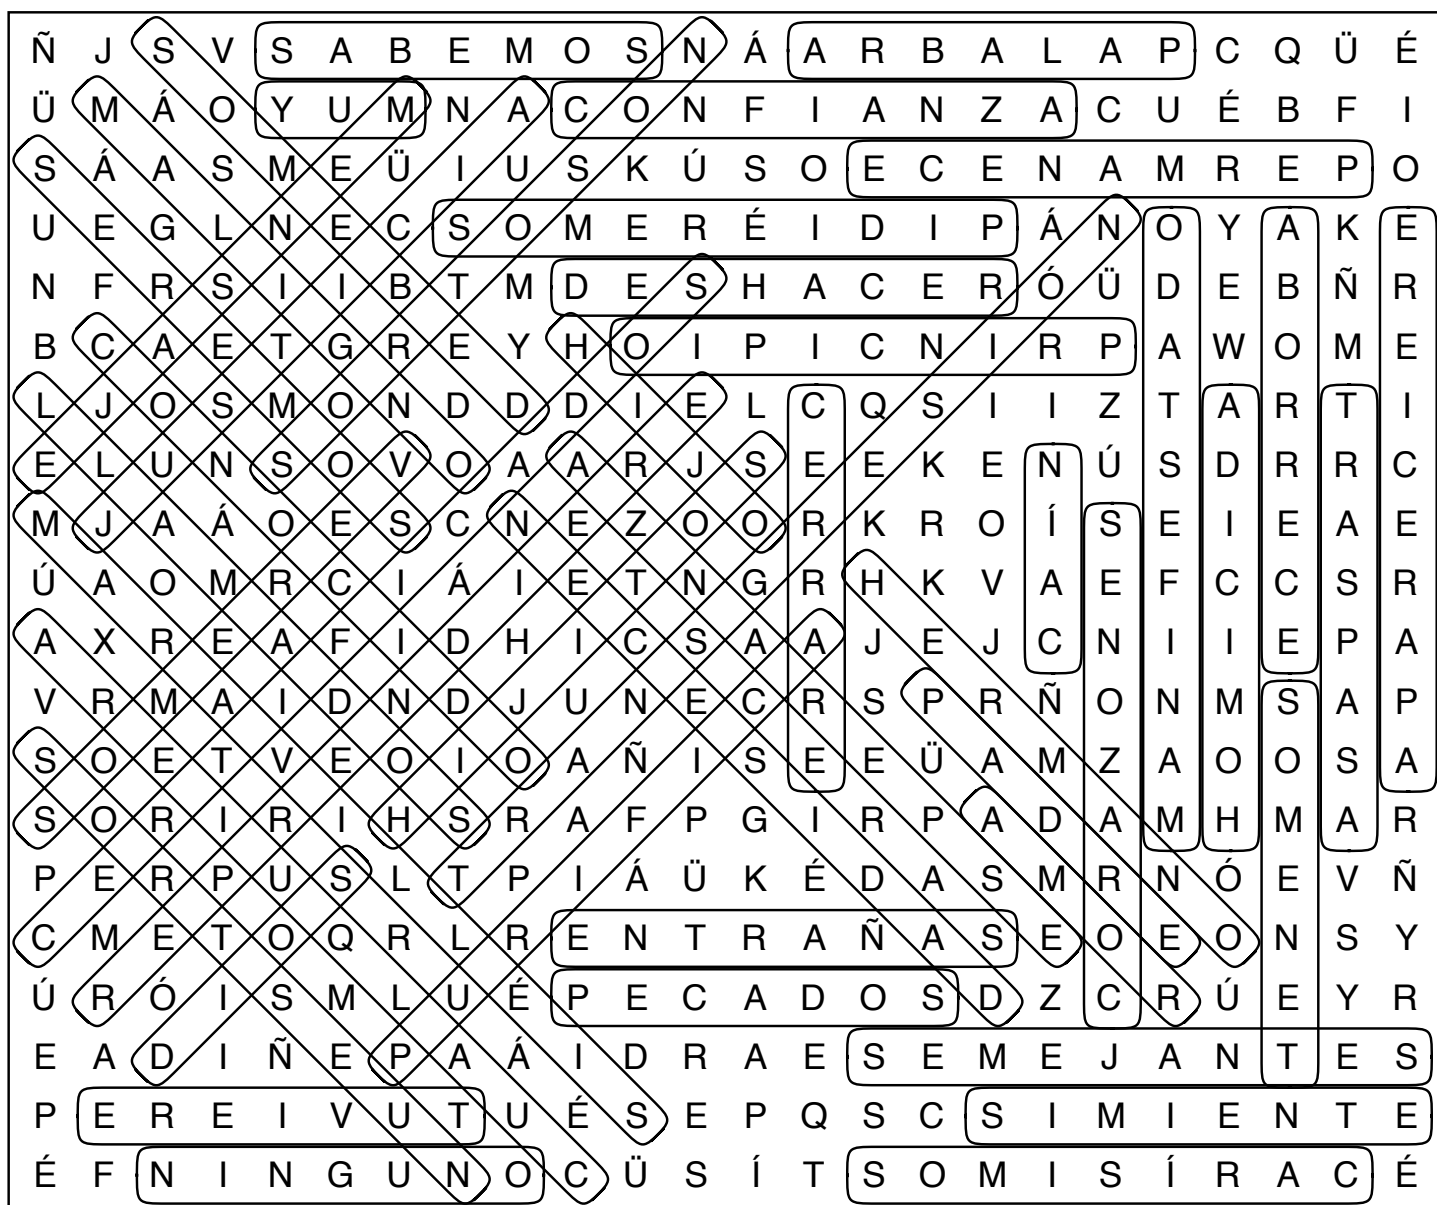 Ñ J S V S A B E M O S N Á A R B A L A P C Q Ü É
Ü M Á O Y U M N A C O N F I A N Z A C U É B F I
S Á A S M E Ü I U S K Ú S O E C E N A M R E P O
U E G L N E C S O M E R É I D I P Á N O Y A K E
N F R S I I B T M D E S H A C E R Ó Ü D E B Ñ R
B C A E T G R E Y H O I P I C N I R P A W O M E
L J O S M O N D D D I E L C Q S I I Z T A R T I
E L U N S O V O A A R J S E E K E N Ú S D R R C
M J A Á O E S C N E Z O O R K R O Í S E I E A E
Ú A O M R C I Á I E T N G R H K V A E F C C S R
A X R E A F I D H I C S A A J E J C N I I E P A
V R M A I D N D J U N E C R S P R Ñ O N M S A P
S O E T V E O I O A Ñ I S E E Ü A M Z A O O S A
S O R I R I H S R A F P G I R P A D A M H M A R
P E R P U S L T P I Á Ü K É D A S M R N Ó E V Ñ
C M E T O Q R L R E N T R A Ñ A S E O E O N S Y
Ú R Ó I S M L U É P E C A D O S D Z C R Ú E Y R
E A D I Ñ E P A Á I D R A E S E M E J A N T E S
P E R E I V U T U É S E P Q S C S I M I E N T E
É F N I N G U N O C Ü S Í T S O M I S Í R A C É